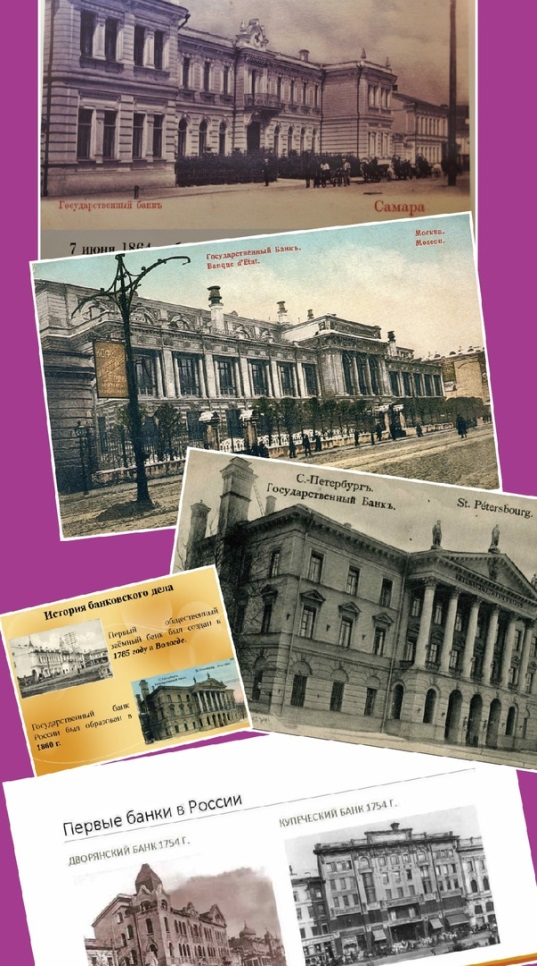 Государственный банкъ
Самара
7 июня 1864
Государственный Банкъ.
Banque d'Etat.
Москва.
Moscou.
С.-Петербургъ.
Государственный Банкъ.
St. Pétersbourg.
История банковского дела
Первый общественный
заёмный банк был создан в
1785 году в Вологде.
Государственный банк
России был образован в
1860 г.
Первые банки в России
ДВОРЯНСКИЙ БАНК 1754 Г.
КУПЕЧЕСКИЙ БАНК 1754 Г.